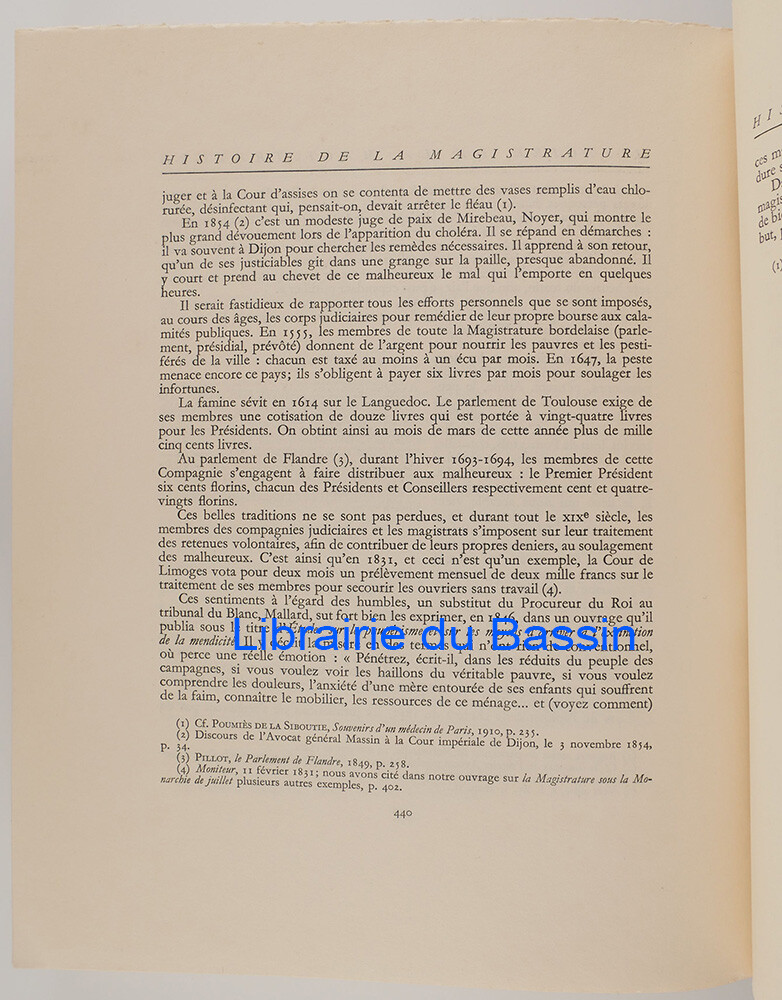 HISTOIRE DE LA MAGISTRATURE
juger et à la Cour d'assises on se contenta de mettre des vases remplis d'eau chlo-
rurée, désinfectant qui, pensait-on, devait arrêter le fléau (1).
En 1854 (2) c'est un modeste juge de paix de Mirebeau, Noyer, qui montre le
plus grand dévouement lors de l'apparition du choléra. Il se répand en démarches :
il va souvent à Dijon pour chercher les remèdes nécessaires. Il apprend à son retour,
qu'un de ses justiciables gît dans une grange sur la paille, presque abandonné. Il
y court et prend au chevet de ce malheureux le mal qui l'emporte en quelques
heures.
Il serait fastidieux de rapporter tous les efforts personnels que se sont imposés,
au cours des âges, les corps judiciaires pour remédier de leur propre bourse aux cala-
mités publiques. En 1555, les membres de toute la Magistrature bordelaise (parle-
ment, présidial, prévôté) donnent de l'argent pour nourrir les pauvres et les pesti-
férés de la ville : chacun est taxé au moins à un écu par mois. En 1647, la peste
menace encore ce pays; ils s'obligent à payer six livres par mois pour soulager les
infortunes.
La famine sévit en 1614 sur le Languedoc. Le parlement de Toulouse exige de
ses membres une cotisation de douze livres qui est portée à vingt-quatre livres
pour les Présidents. On obtint ainsi au mois de mars de cette année plus de mille
cinq cents livres.
Au parlement de Flandre (3), durant l'hiver 1693-1694, les membres de cette
Compagnie s'engagent à faire distribuer aux malheureux : le Premier Président
six cents florins, chacun des Présidents et Conseillers respectivement cent et quatre-
vingts florins.
Ces belles traditions ne se sont pas perdues, et durant tout le XIXe siècle, les
membres des compagnies judiciaires et les magistrats s'imposent sur leur traitement
des retenues volontaires, afin de contribuer de leurs propres deniers, au soulagement
des malheureux. C'est ainsi qu'en 1831, et ceci n'est qu'un exemple, la Cour de
Limoges vota pour deux mois un prélèvement mensuel de deux mille francs sur le
traitement de ses membres pour secourir les ouvriers sans travail (4).
Ces sentiments à l'égard des humbles, un substitut du Procureur du Roi au
tribunal du Blanc, Mallard, sut fort bien les exprimer, en 1846, dans un ouvrage qu'il
publia sous le titre
de la mendicité. Il
où perce une réelle émotion : « Pénétrez, écrit-il, dans les réduits du peuple des
campagnes, si vous voulez voir les haillons du véritable pauvre, si vous voulez
comprendre les douleurs, l'anxiété d'une mère entourée de ses enfants qui souffrent
de la faim, connaître le mobilier, les ressources de ce ménage... et (voyez comment)
Librairie du Bassin
(1) Cf. POUMIÈS DE LA SIBOUTIE, Souvenirs d'un médecin de Paris, 1910, p. 235.
(2) Discours de l'Avocat général Massin à la Cour impériale de Dijon, le 3 novembre 1854,
p. 34.
(3) PILLOT, le Parlement de Flandre, 1849, p. 258.
(4) Moniteur, 11 février 1831; nous avons cité dans notre ouvrage sur la Magistrature sous la Mo-
narchie de juillet plusieurs autres exemples, p. 402.
440